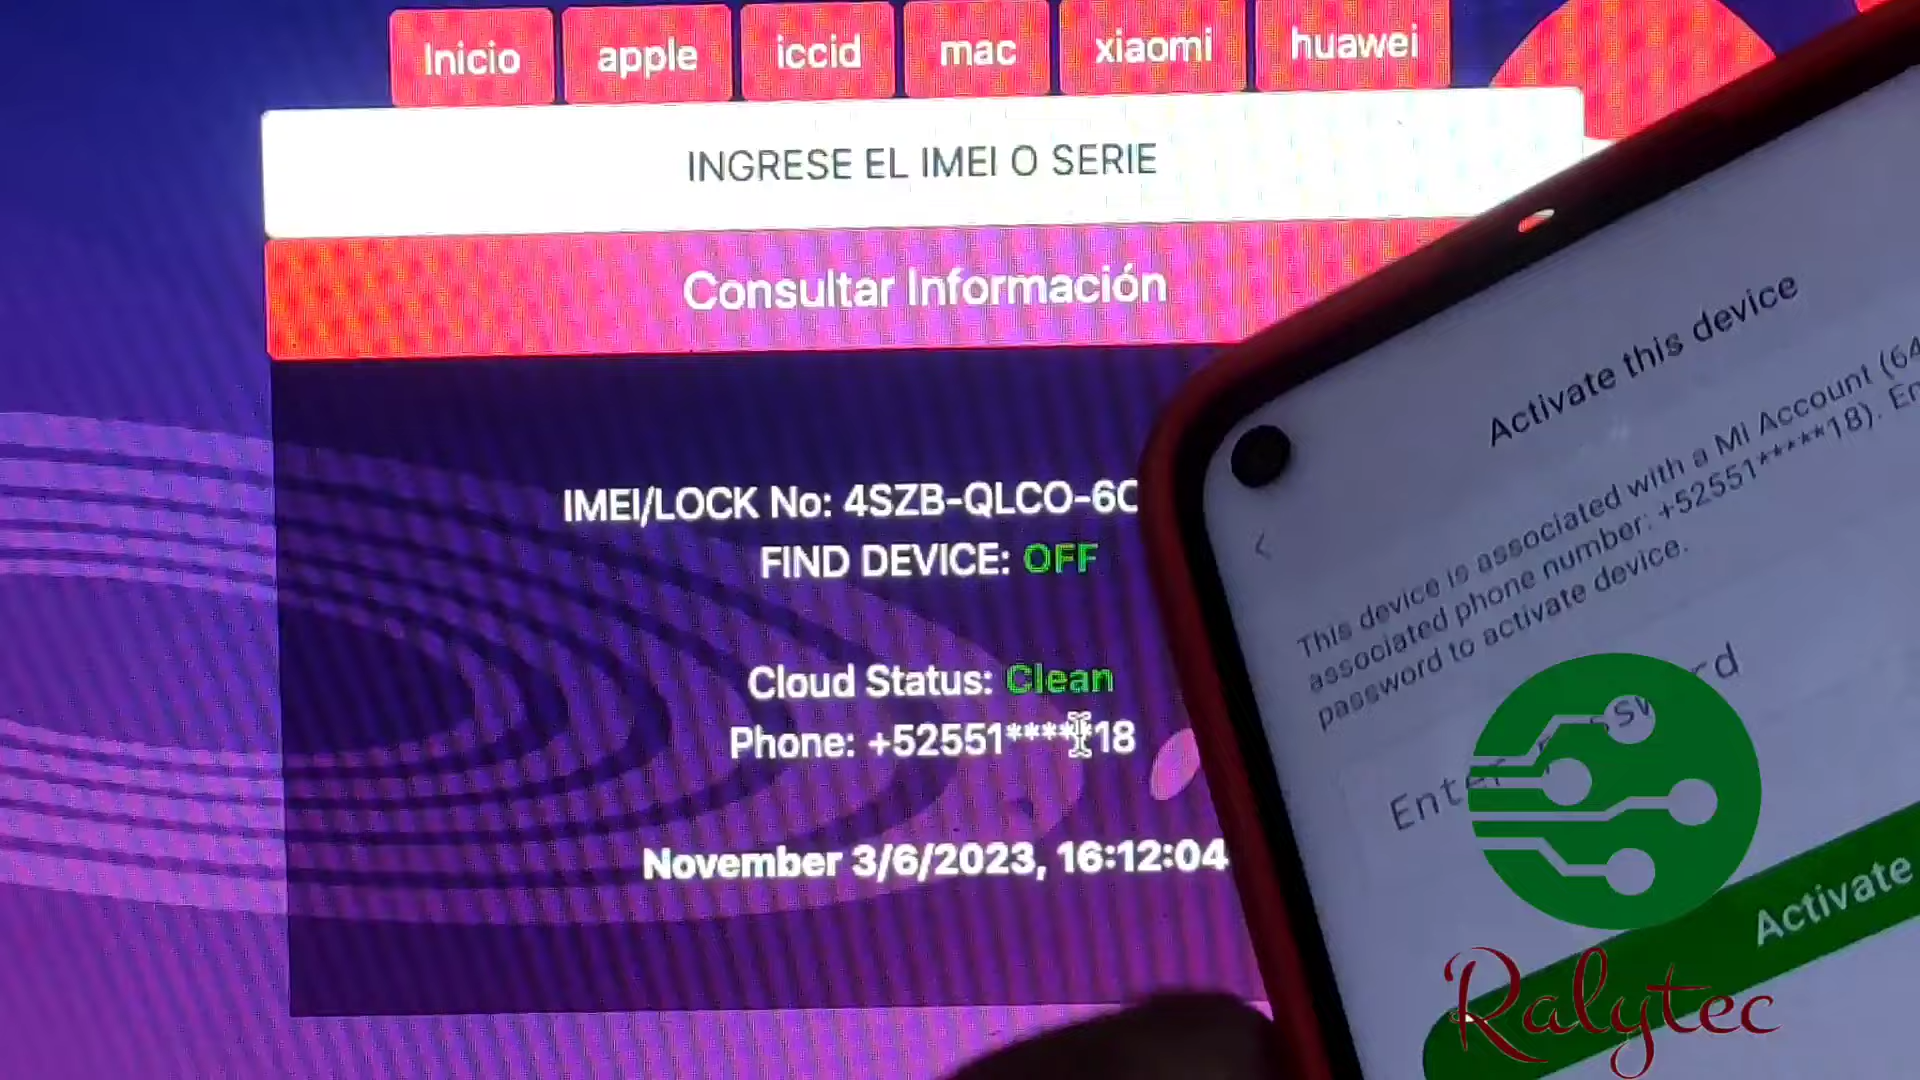 Inicio
apple
iccid
mac
xiaomi
huawei
INGRESE EL IMEI O SERIE
Consultar Información
IMEI/LOCK No: 4SZB-QLCO-6
FIND DEVICE: OFF
Cloud Status: Clean
Phone: +52551*****18
November 3/6/2023, 16:12:04
Activate this device
This device is associated with a Mi Account (64
associated phone number: +52551*****18). En
password to activate device.
Enter
Activate
Ralytec